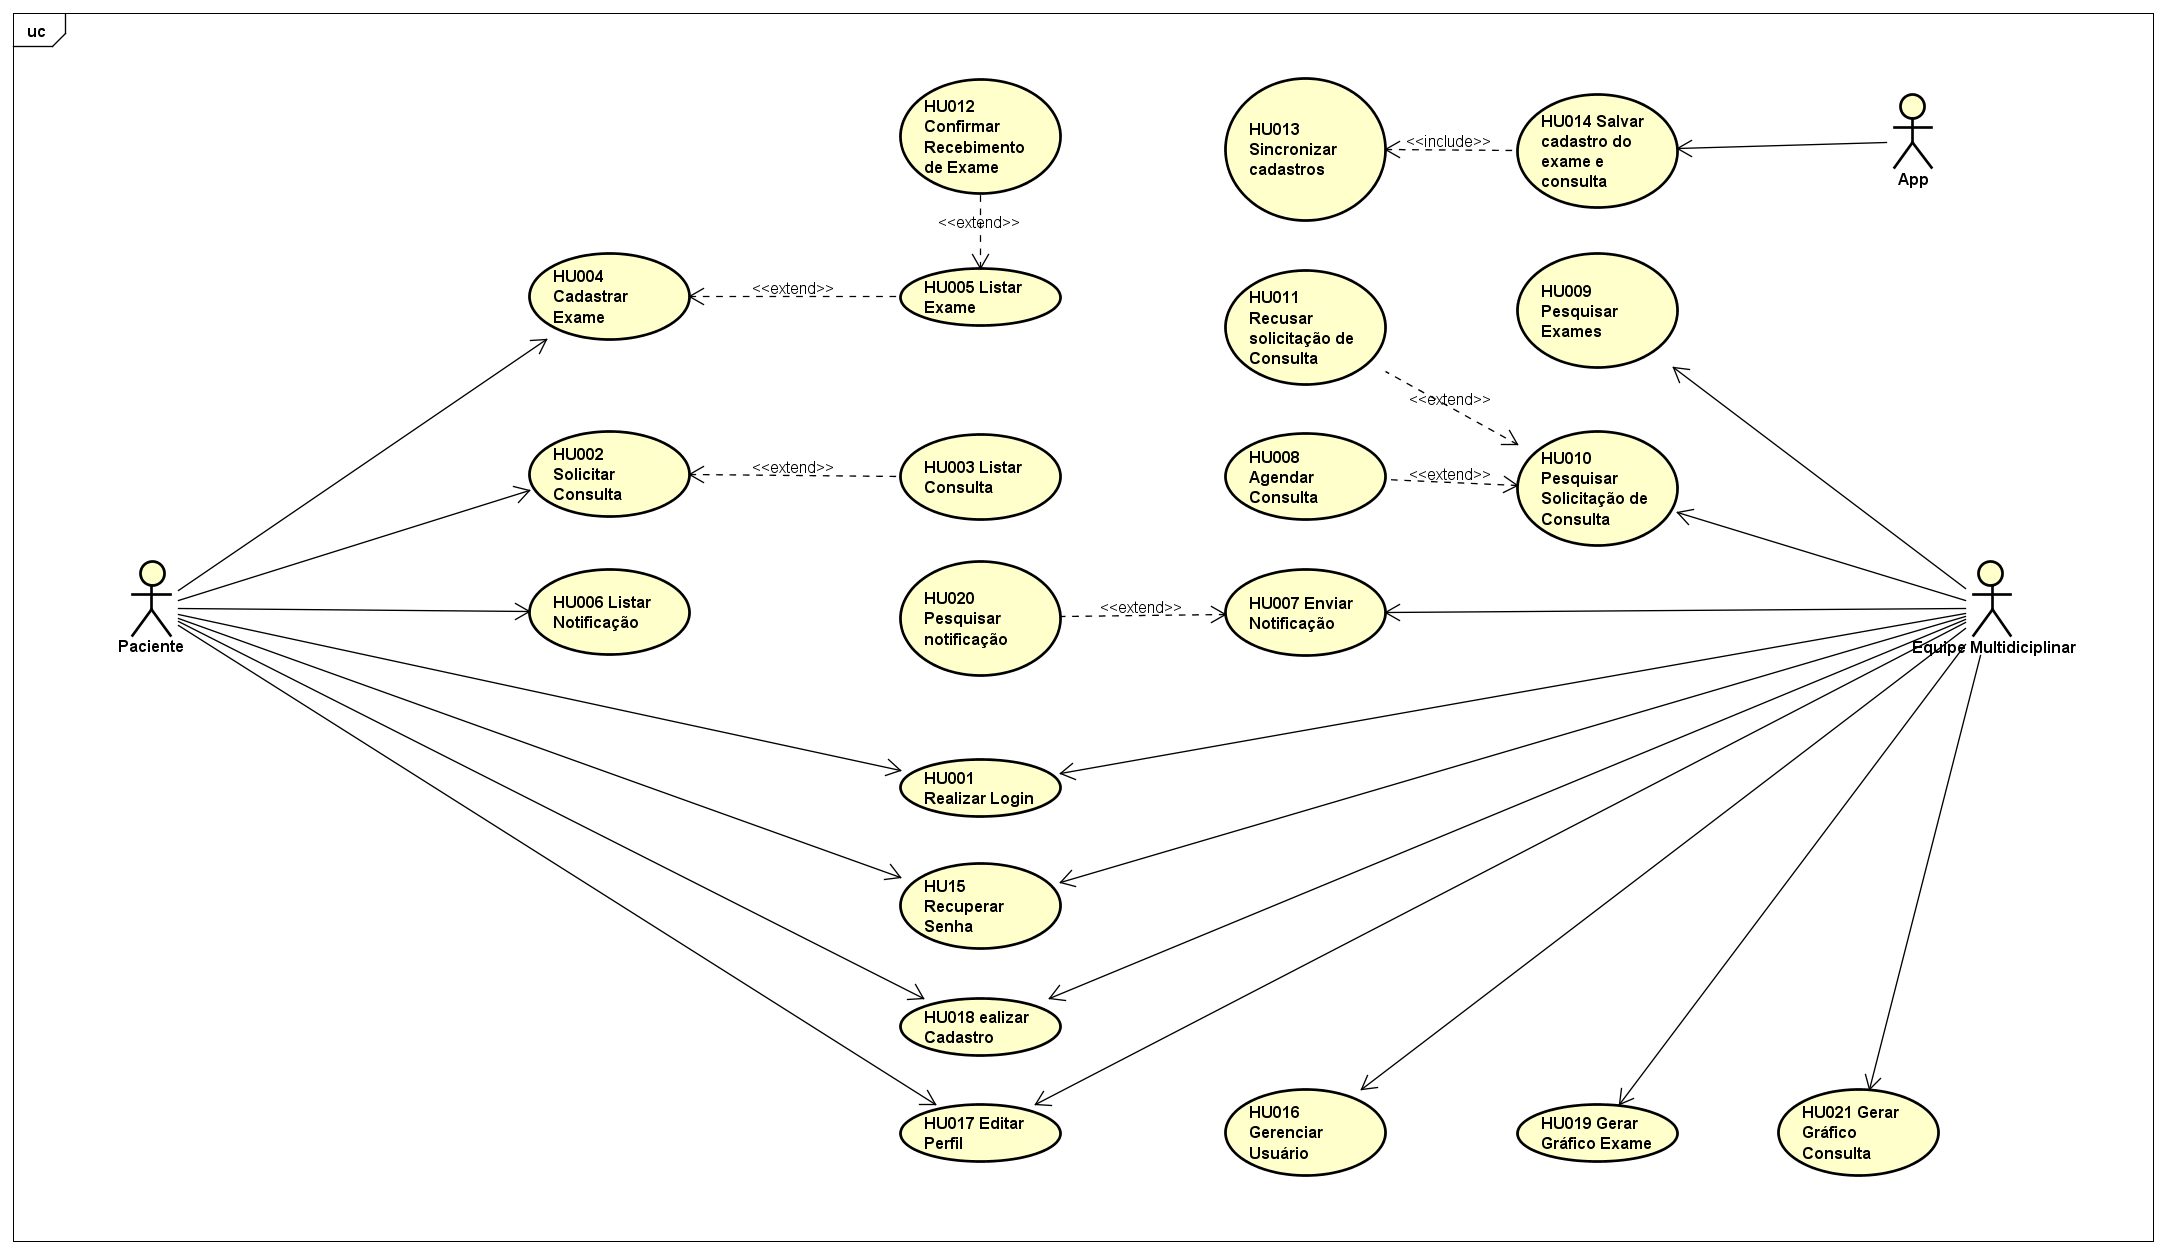 uc
HU012
Confirmar
Recebimento
de Exame
HU013
Sincronizar
cadastros
<<include>>
HU014 Salvar
cadastro do
exame e
consulta
App
<<extend>>
HU004
Cadastrar
Exame
<<extend>>
HU005 Listar
Exame
HU011
Recusar
solicitação de
Consulta
HU009
Pesquisar
Exames
<<extend>>
HU002
Solicitar
Consulta
<<extend>>
HU003 Listar
Consulta
HU008
Agendar
Consulta
<<extend>>
HU010
Pesquisar
Solicitação de
Consulta
Paciente
HU006 Listar
Notificação
HU020
Pesquisar
notificação
<<extend>>
HU007 Enviar
Notificação
Equipe Multidiciplinar
HU001
Realizar Login
HU15
Recuperar
Senha
HU018 ealizar
Cadastro
HU017 Editar
Perfil
HU016
Gerenciar
Usuário
HU019 Gerar
Gráfico Exame
HU021 Gerar
Gráfico
Consulta